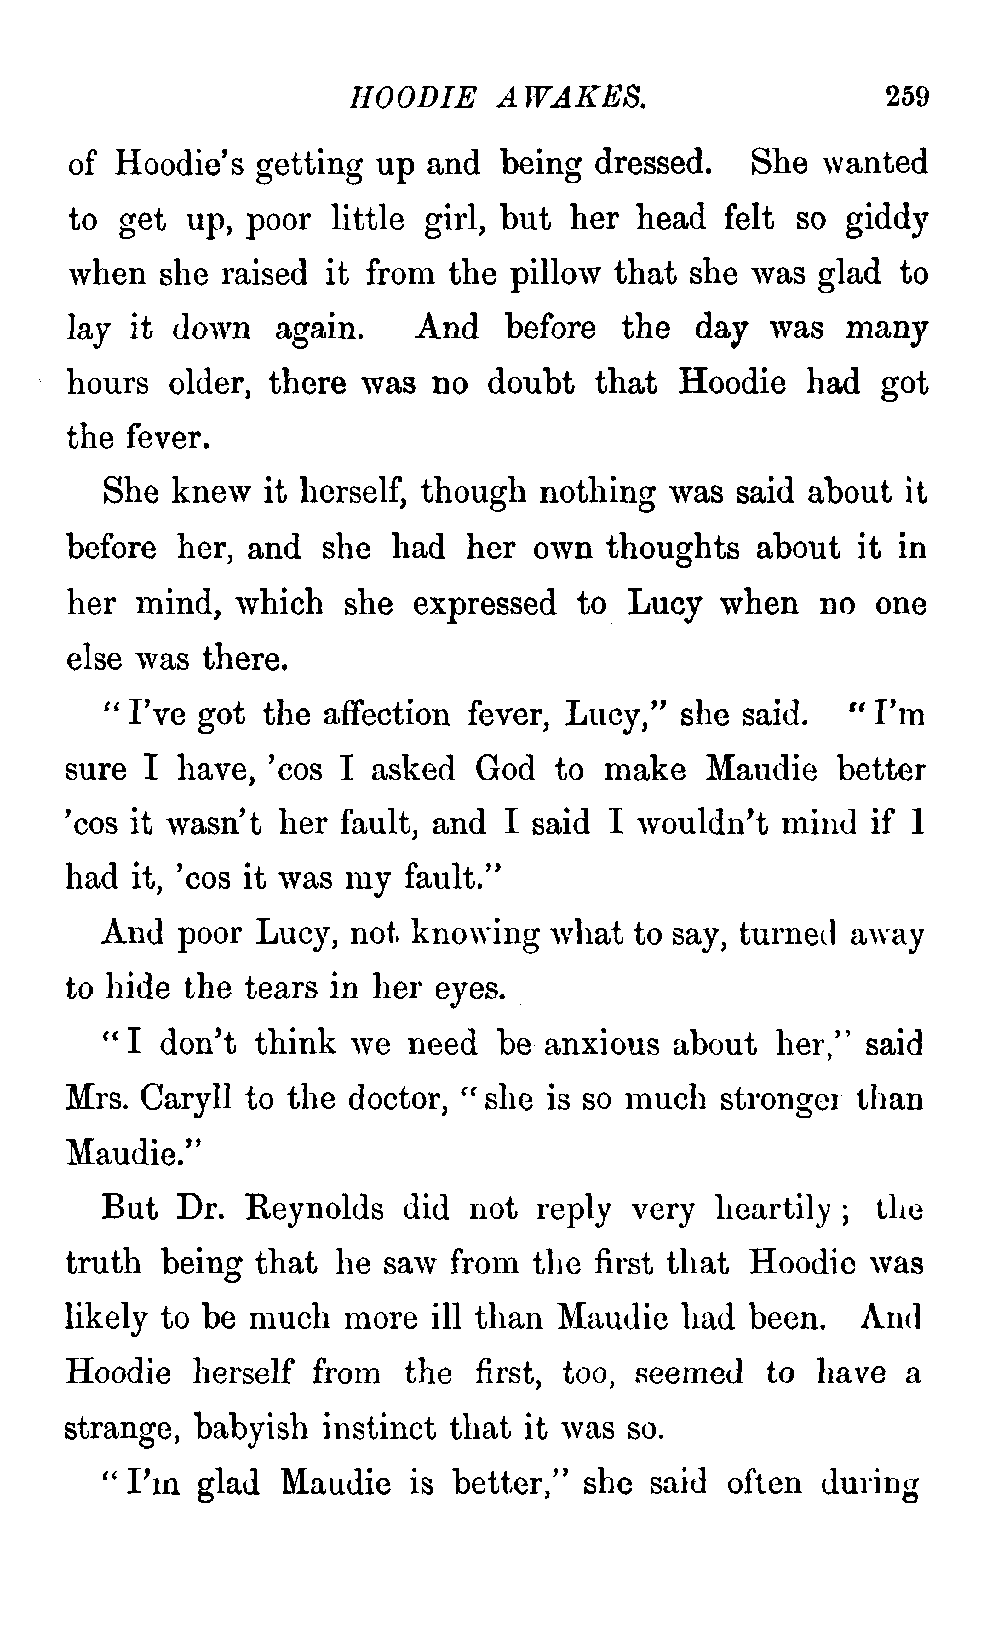 HOODIE AWAKES. 259
of Hoodie's getting up and being dressed. She wanted
to get up, poor little girl, but her head felt so giddy
when she raised it from the pillow that she was glad to
lay it down again. And before the day was many
hours older, there was no doubt that Hoodie had got
the fever.
She knew it herself, though nothing was said about it
before her, and she had her own thoughts about it in
her mind, which she expressed to Lucy when no one
else was there.
"I've got the affection fever, Lucy," she said. "I'm
sure I have, 'cos I asked God to make Maudie better
'cos it wasn't her fault, and I said I wouldn't mind if I
had it, 'cos it was my fault."
And poor Lucy, not knowing what to say, turned away
to hide the tears in her eyes.
"I don't think we need be anxious about her," said
Mrs. Caryll to the doctor, "she is so much stronger than
Maudie."
But Dr. Reynolds did not reply very heartily; the
truth being that he saw from the first that Hoodie was
likely to be much more ill than Maudie had been. And
Hoodie herself from the first, too, seemed to have a
strange, babyish instinct that it was so.
"I'm glad Maudie is better," she said often during